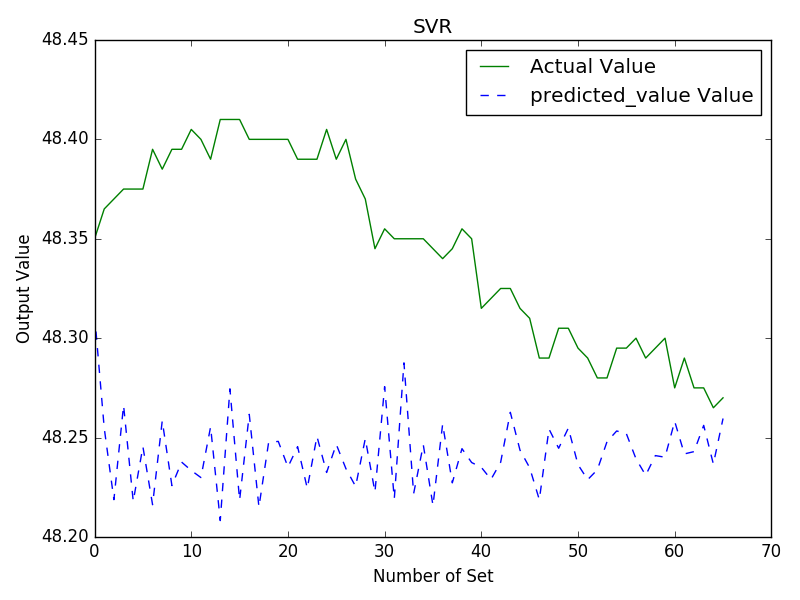 SVR
48.45
48.40
48.35
48.30
48.25
48.20
Output Value
Actual Value
predicted_value Value
0 10 20 30 40 50 60 70
Number of Set